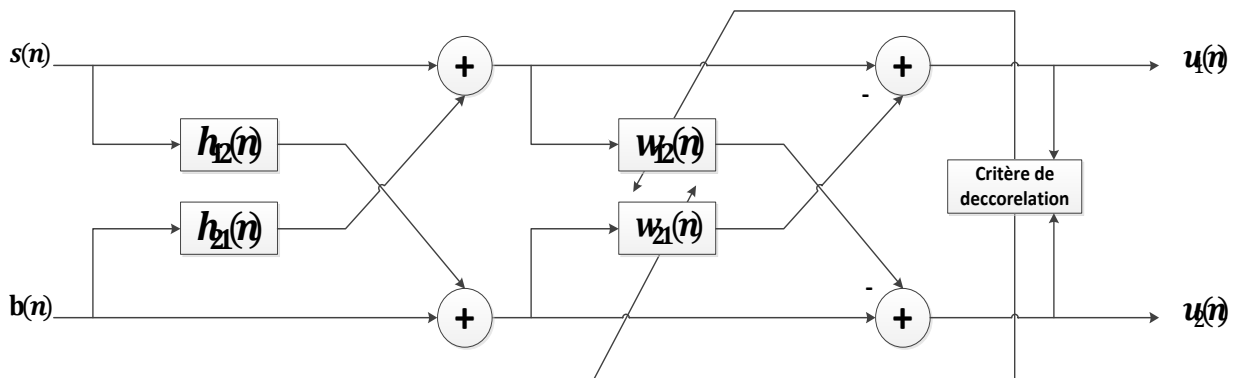 s(n)
+
+
u1(n)
-
h12(n)
w12(n)
Critère de
deccorelation
h21(n)
w21(n)
-
b(n)
+
+
u2(n)